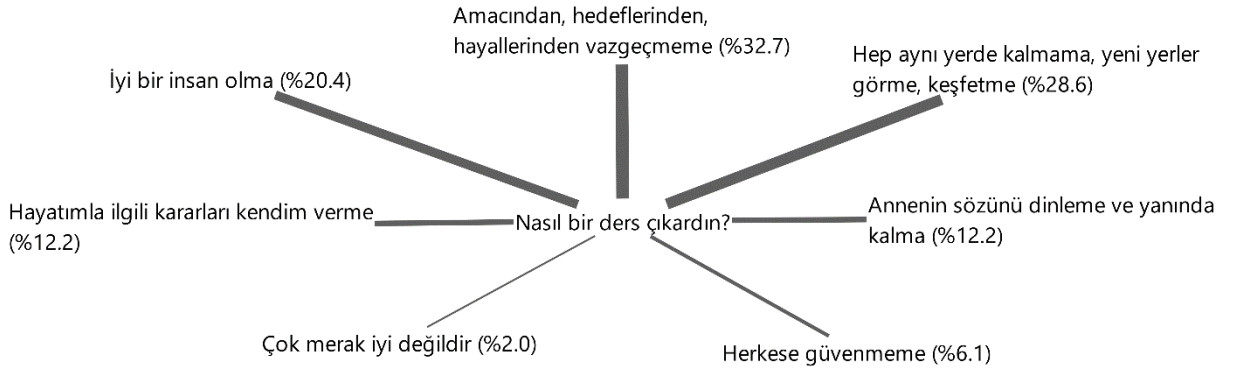 Amacından, hedeflerinden,
hayallerinden vazgeçmeme (%32.7)
Hep aynı yerde kalmama, yeni yerler
görme, keşfetme (%28.6)
İyi bir insan olma (%20.4)
Hayatımla ilgili kararları kendim verme
(%12.2)
Nasıl bir ders çıkardın?
Annenin sözünü dinleme ve yanında
kalma (%12.2)
Çok merak iyi değildir (%2.0)
Herkese güvenmeme (%6.1)